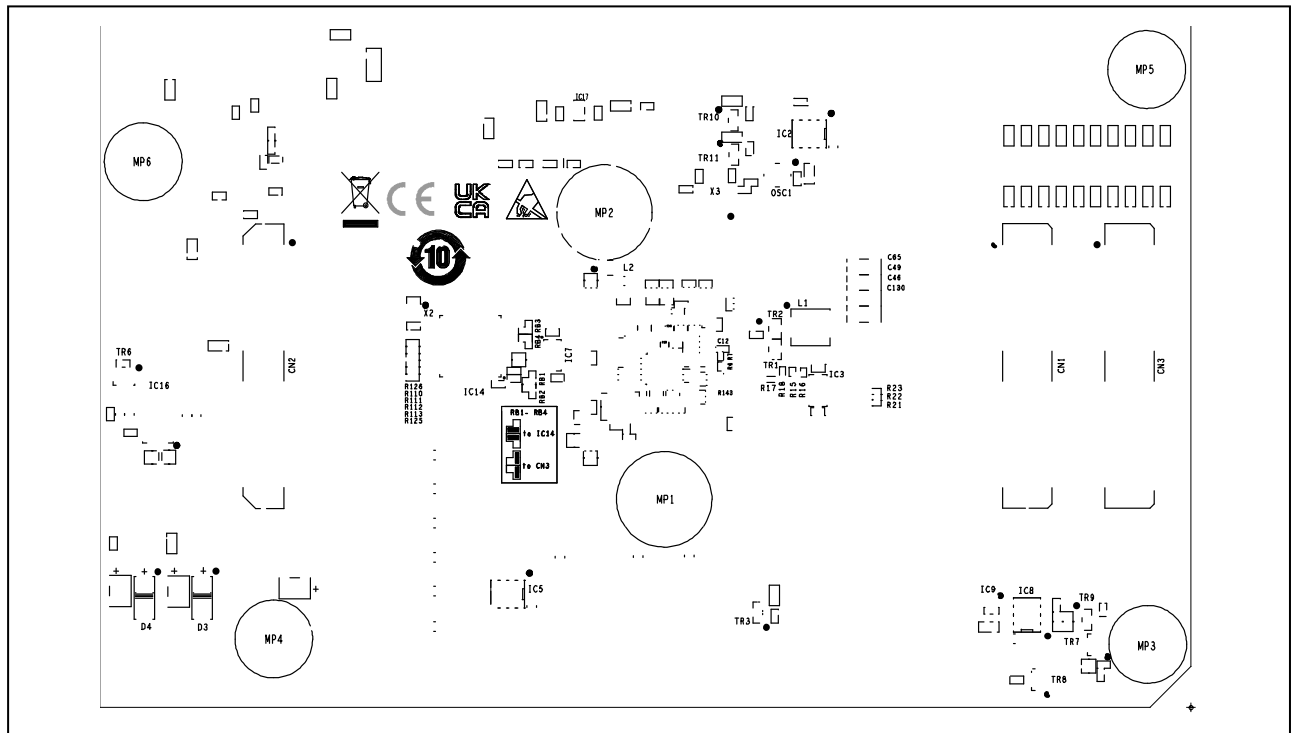 MP5
IC17
TR10
IC2
TR11
MP6
X3
OSC1
CE
UK
CA
MP2
10
L2
C65
C49
C46
C130
X2
L1
TR2
RB3
RB4
IC7
C12
TR6
CN2
TR1
CN1
CN3
IC16
IC14
RB1
RB2
R17
R18
R15
R16
IC3
R143
R23
R22
R21
R126
R110
R111
R112
R113
R125
RB1- RB4
to IC14
to CN3
MP1
IC5
IC9
IC8
TR9
D4
D3
MP4
TR3
TR7
MP3
TR8